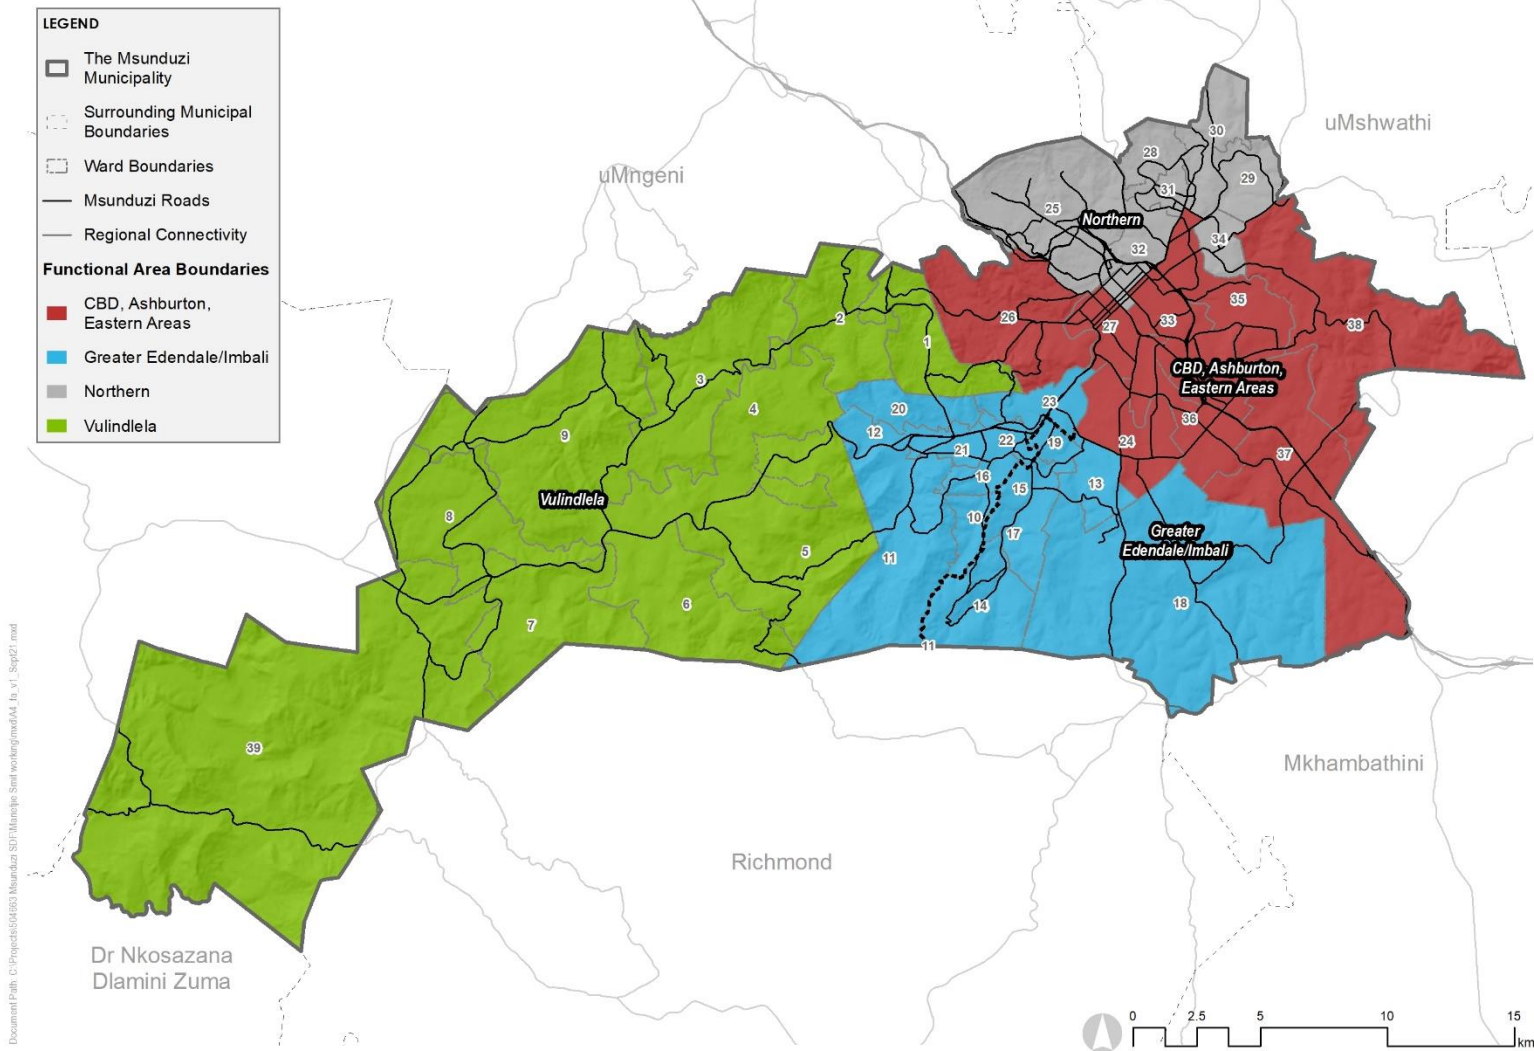 LEGEND
The Msunduzi
Municipality
Surrounding Municipal
Boundaries
Ward Boundaries
Msunduzi Roads
Regional Connectivity
Functional Area Boundaries
CBD, Ashburton,
Eastern Areas
Greater Edendale/Imbali
Northern
Vulindlela
uMngeni
uMshwathi
30
28
29
31
25
Northern
34
32
35
26
2
33
38
27
1
CBD, Ashburton,
Eastern Areas
3
23
4
20
36
12
9
22
19
24
21
37
16
13
15
Vulindlela
8
10
17
Greater
Edendale/Imbali
5
11
6
14
18
7
11
39
Mkhambathini
Richmond
Dr Nkosazana
Dlamini Zuma
0
2.5
5
10
15
km